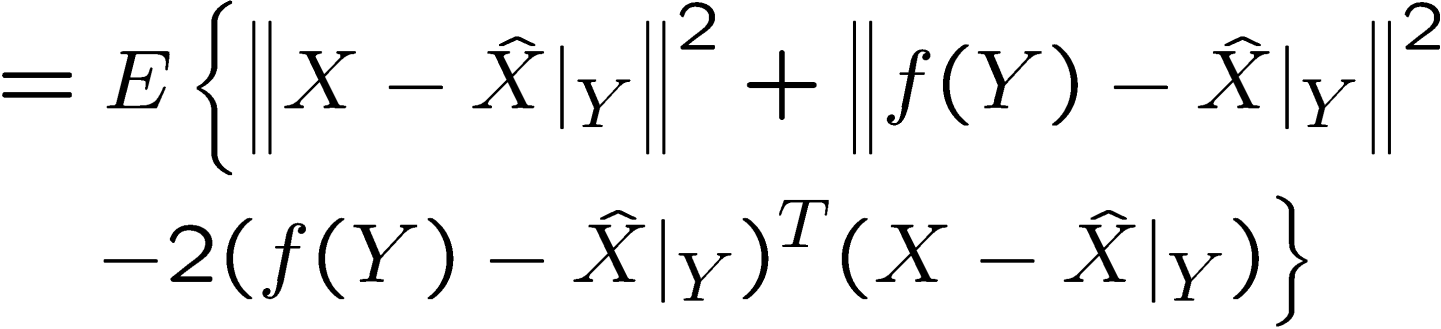 = E{‖X − X̂|_Y‖² + ‖f(Y) − X̂|_Y‖²
−2(f(Y) − X̂|_Y)ᵀ(X − X̂|_Y)}